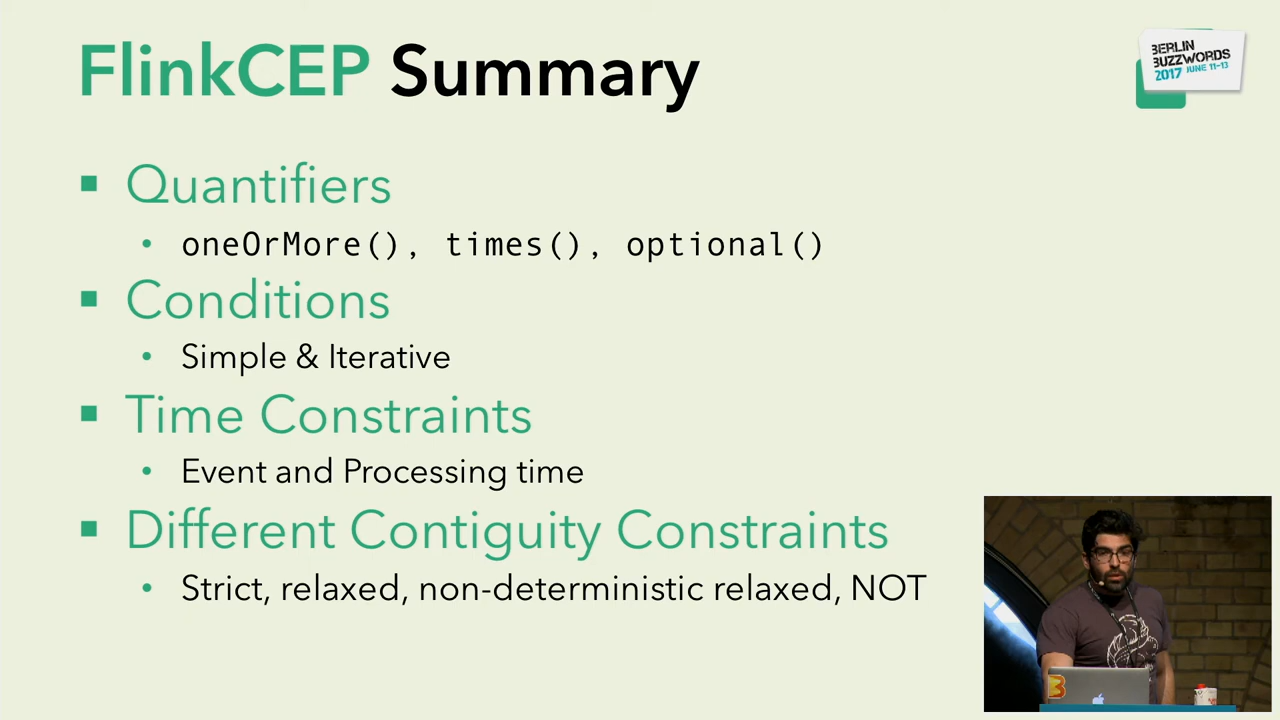 FlinkCEP Summary
BERLIN
BUZZWORDS
2017 JUNE 11-13
▪ Quantifiers
• oneOrMore(), times(), optional()
▪ Conditions
• Simple & Iterative
▪ Time Constraints
• Event and Processing time
▪ Different Contiguity Constraints
• Strict, relaxed, non-deterministic relaxed, NOT